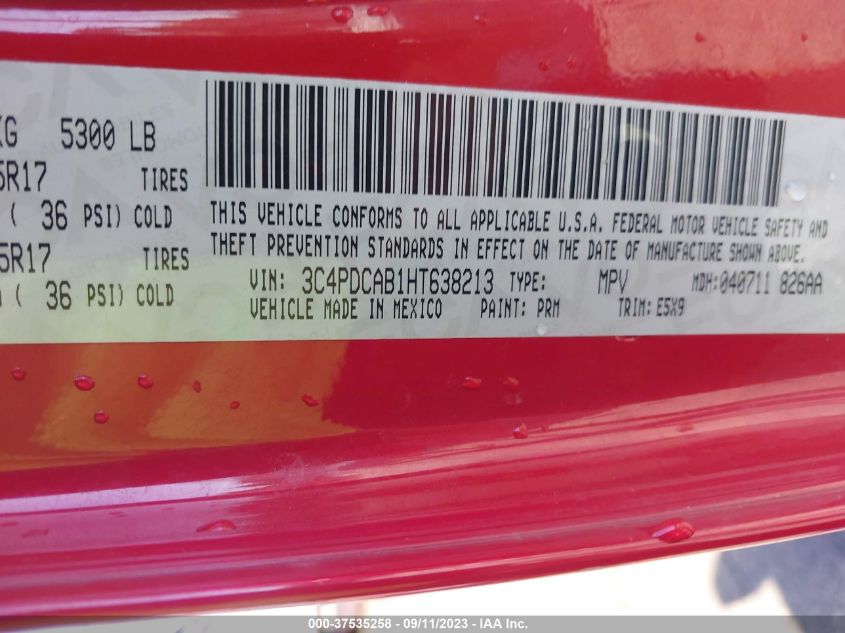 KG 5300 LB
5R17 TIRES
( 36 PSI) COLD
5R17 TIRES
( 36 PSI) COLD
THIS VEHICLE CONFORMS TO ALL APPLICABLE U.S.A. FEDERAL MOTOR VEHICLE SAFETY AND
THEFT PREVENTION STANDARDS IN EFFECT ON THE DATE OF MANUFACTURE SHOWN ABOVE.
VIN: 3C4PDCAB1HT638213 TYPE: MPV MDH:040711 826AA
VEHICLE MADE IN MEXICO PAINT: PRM TRIM: E5X9
000-37535258 - 09/11/2023 - IAA Inc.